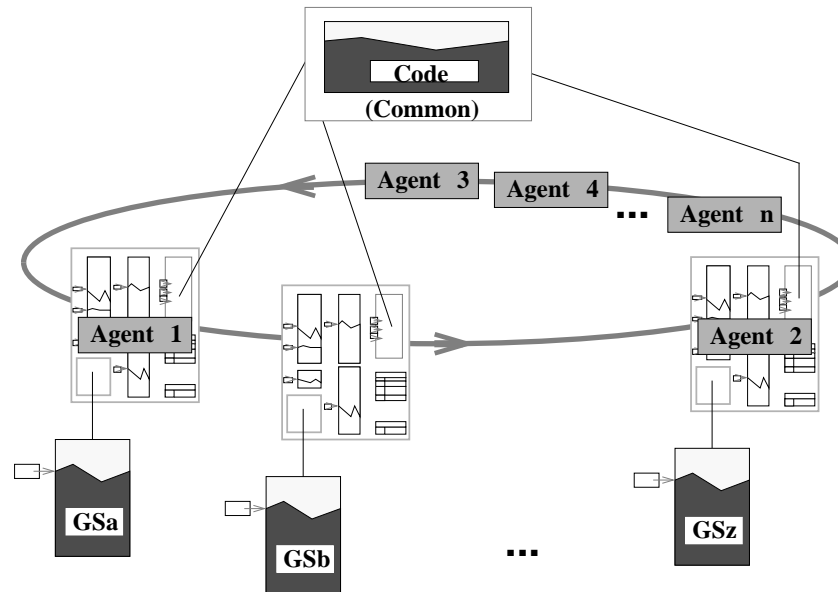 Code
(Common)
Agent 3
Agent 4
...
Agent n
Agent 1
Agent 2
GSa
GSb
...
GSz